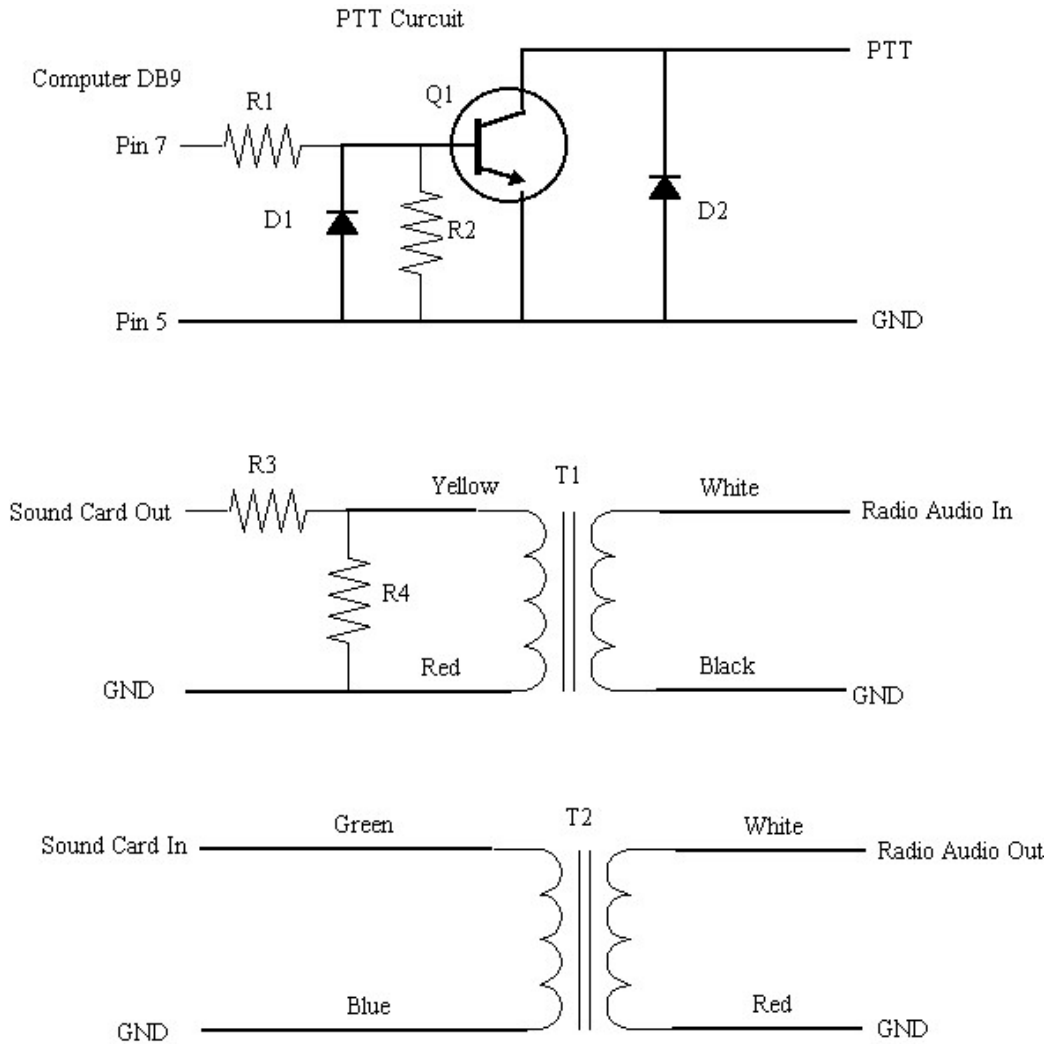 PTT Curcuit
PTT
Computer DB9
R1
Q1
Pin 7
D1
R2
D2
Pin 5
GND
R3
Yellow
T1
White
Sound Card Out
Radio Audio In
R4
GND
Red
Black
GND
Green
T2
White
Sound Card In
Radio Audio Out
Blue
Red
GND
GND